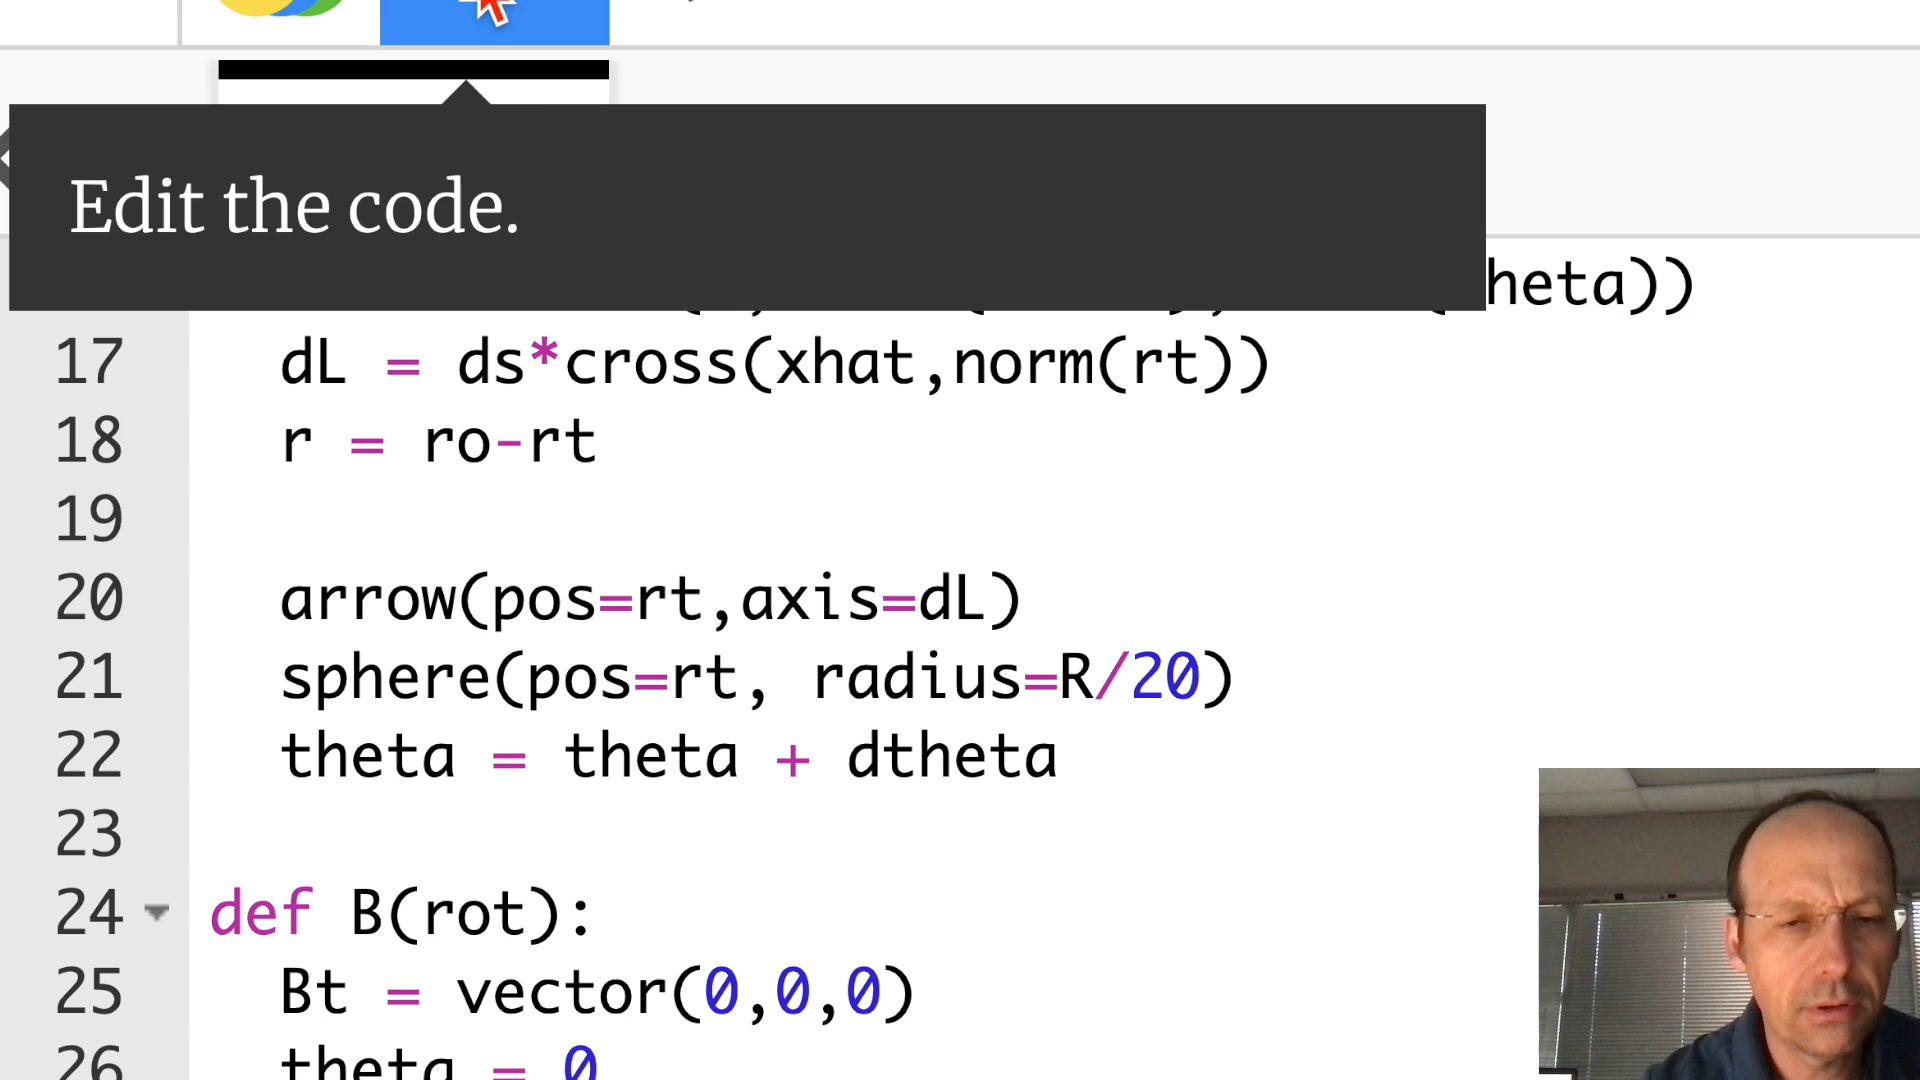 Edit the code.
heta))
17 dL = ds*cross(xhat,norm(rt))
18 r = ro-rt
19
20 arrow(pos=rt,axis=dL)
21 sphere(pos=rt, radius=R/20)
22 theta = theta + dtheta
23
24 def B(rot):
25 Bt = vector(0,0,0)
26 theta = 0